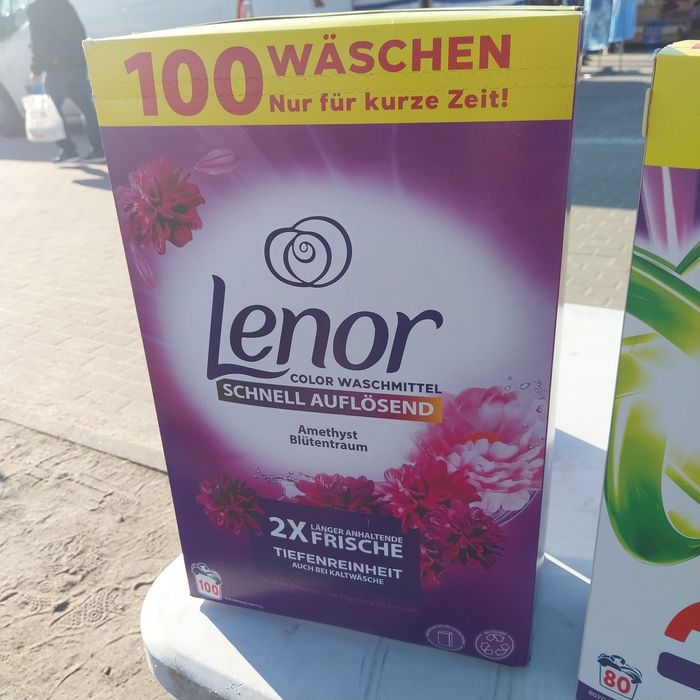 100 WÄSCHEN
Nur für kurze Zeit!
Lenor
COLOR WASCHMITTEL
SCHNELL AUFLÖSEND
Amethyst
Blütentraum
2X LÄNGER ANHALTENDE
FRISCHE
TIEFENREINHEIT
AUCH BEI KALTWÄSCHE
100
80